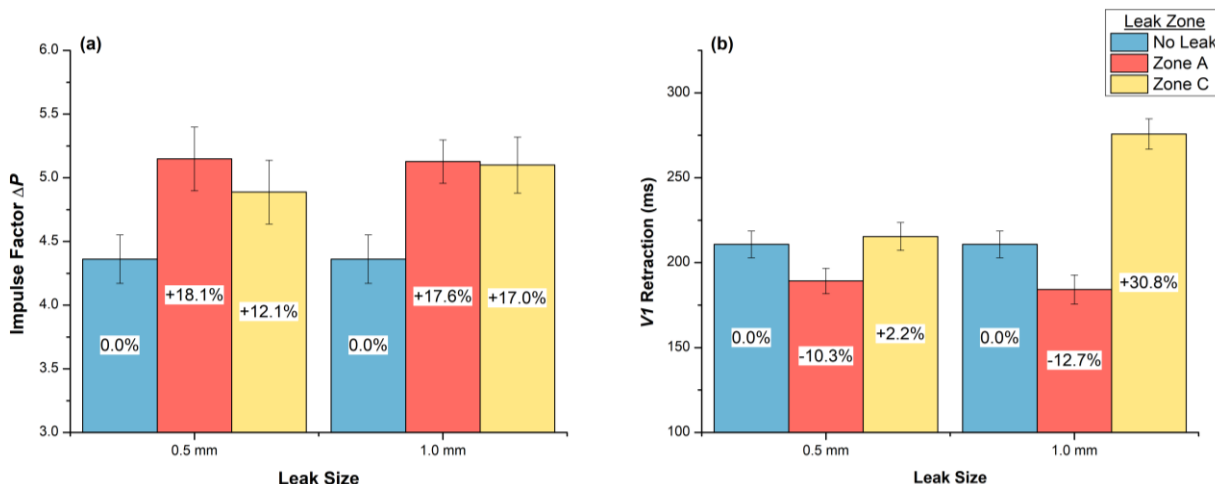 (a)
6.0
5.5
5.0
4.5
4.0
3.5
3.0
Impulse Factor ΔP
0.0%
+18.1%
+12.1%
0.0%
+17.6%
+17.0%
0.5 mm
1.0 mm
Leak Size
(b)
Leak Zone
No Leak
Zone A
Zone C
300
250
200
150
100
V1 Retraction (ms)
0.0%
-10.3%
+2.2%
0.0%
-12.7%
+30.8%
0.5 mm
1.0 mm
Leak Size